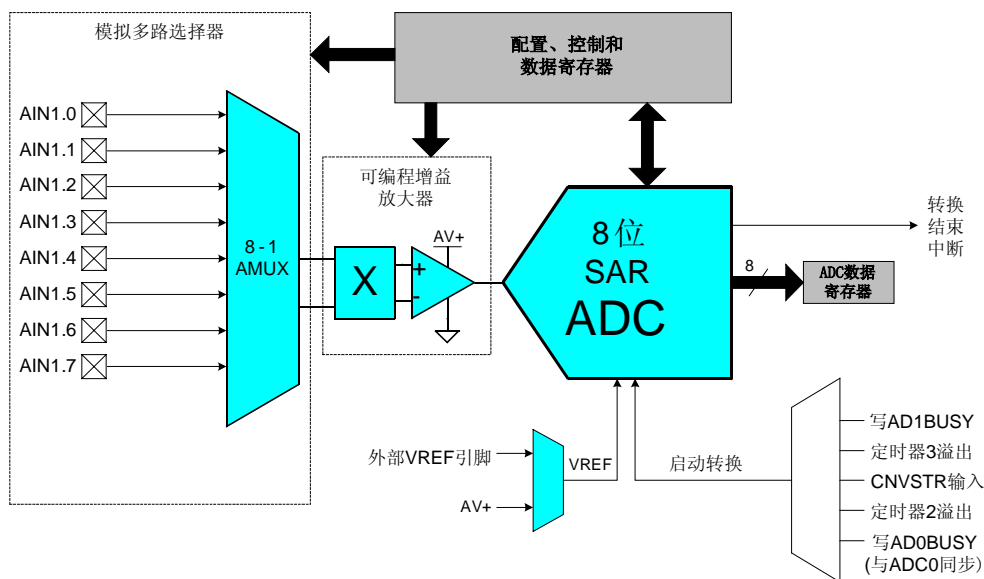 模拟多路选择器
配置、控制和
数据寄存器
AIN1.0
AIN1.1
AIN1.2
AIN1.3
AIN1.4
AIN1.5
AIN1.6
AIN1.7
8-1
AMUX
可编程增益
放大器
AV+
X
+
-
8位
SAR
ADC
转换
结束
中断
8
ADC数据
寄存器
外部VREF引脚
AV+
VREF
启动转换
写AD1BUSY
定时器3溢出
CNVSTR输入
定时器2溢出
写AD0BUSY
(与ADC0同步)